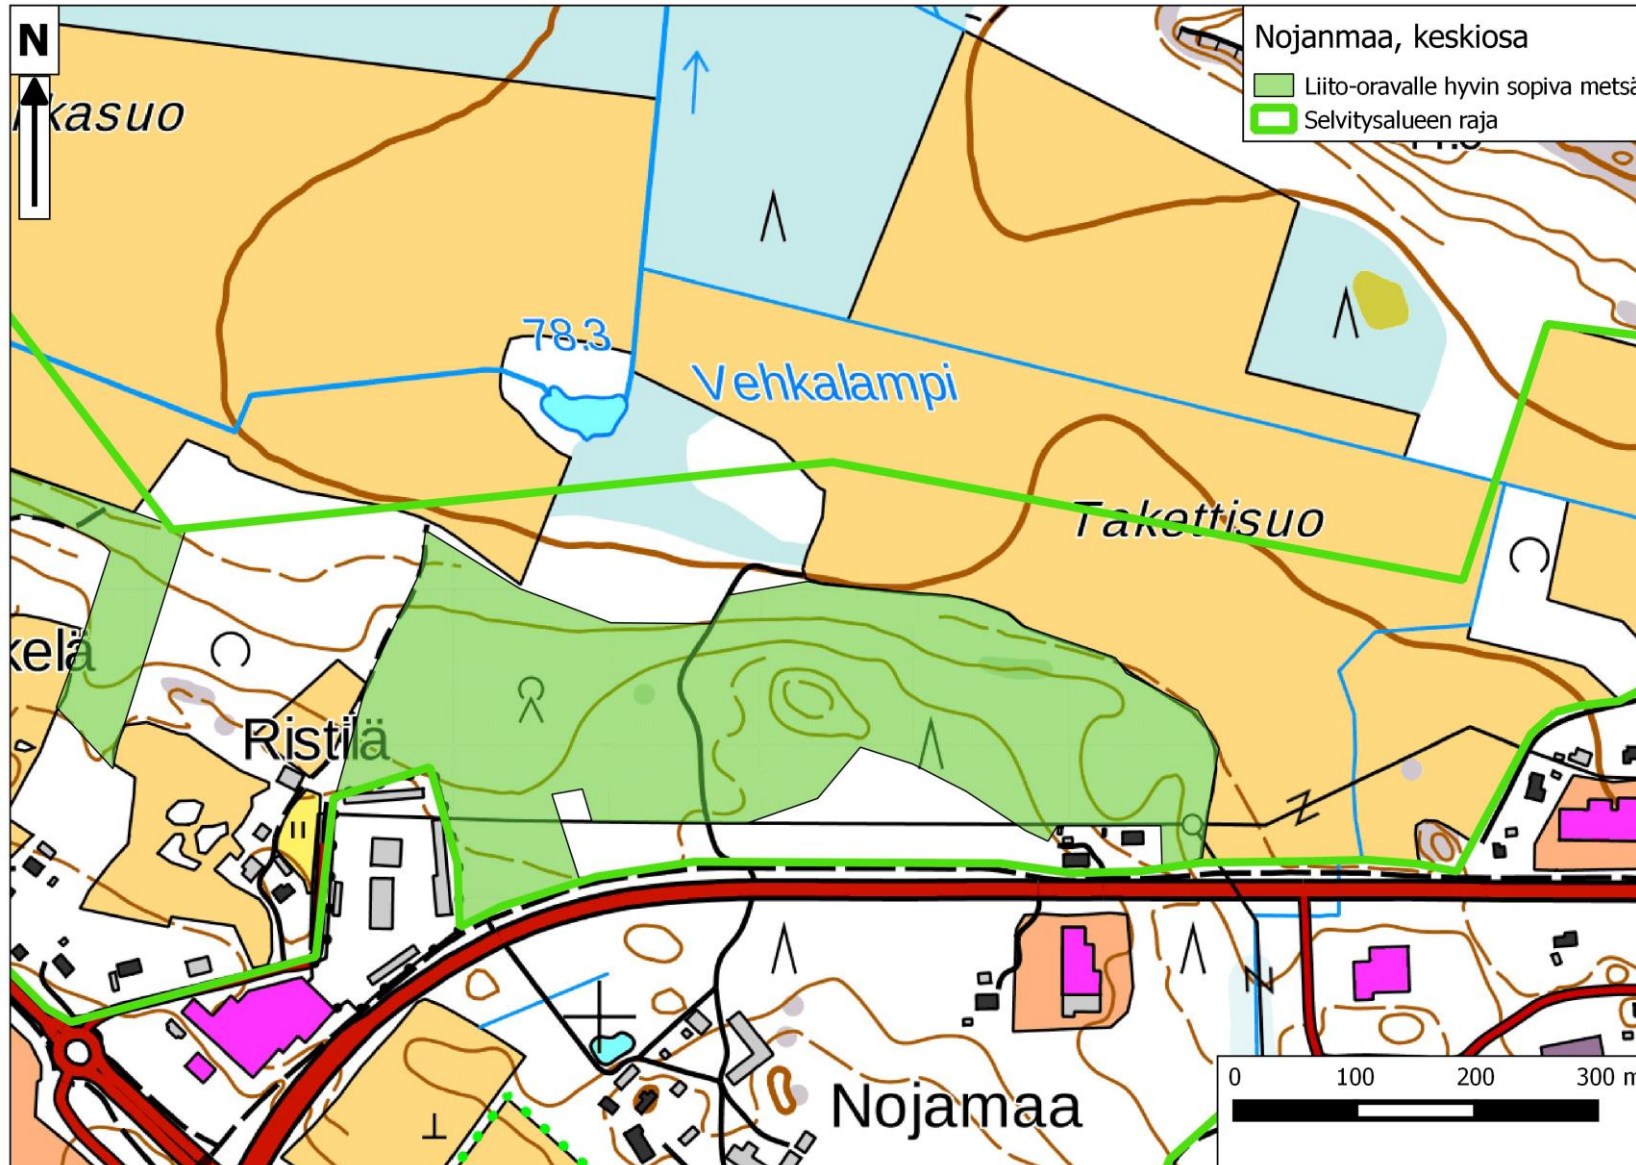 N
Nojanmaa, keskiosa
Liito-oravalle hyvin sopiva metsä
Selvitysalueen raja
kasuo
78.3
Vehkalampi
Takettisuo
kelä
Ristilä
Nojamaa
0 100 200 300 m